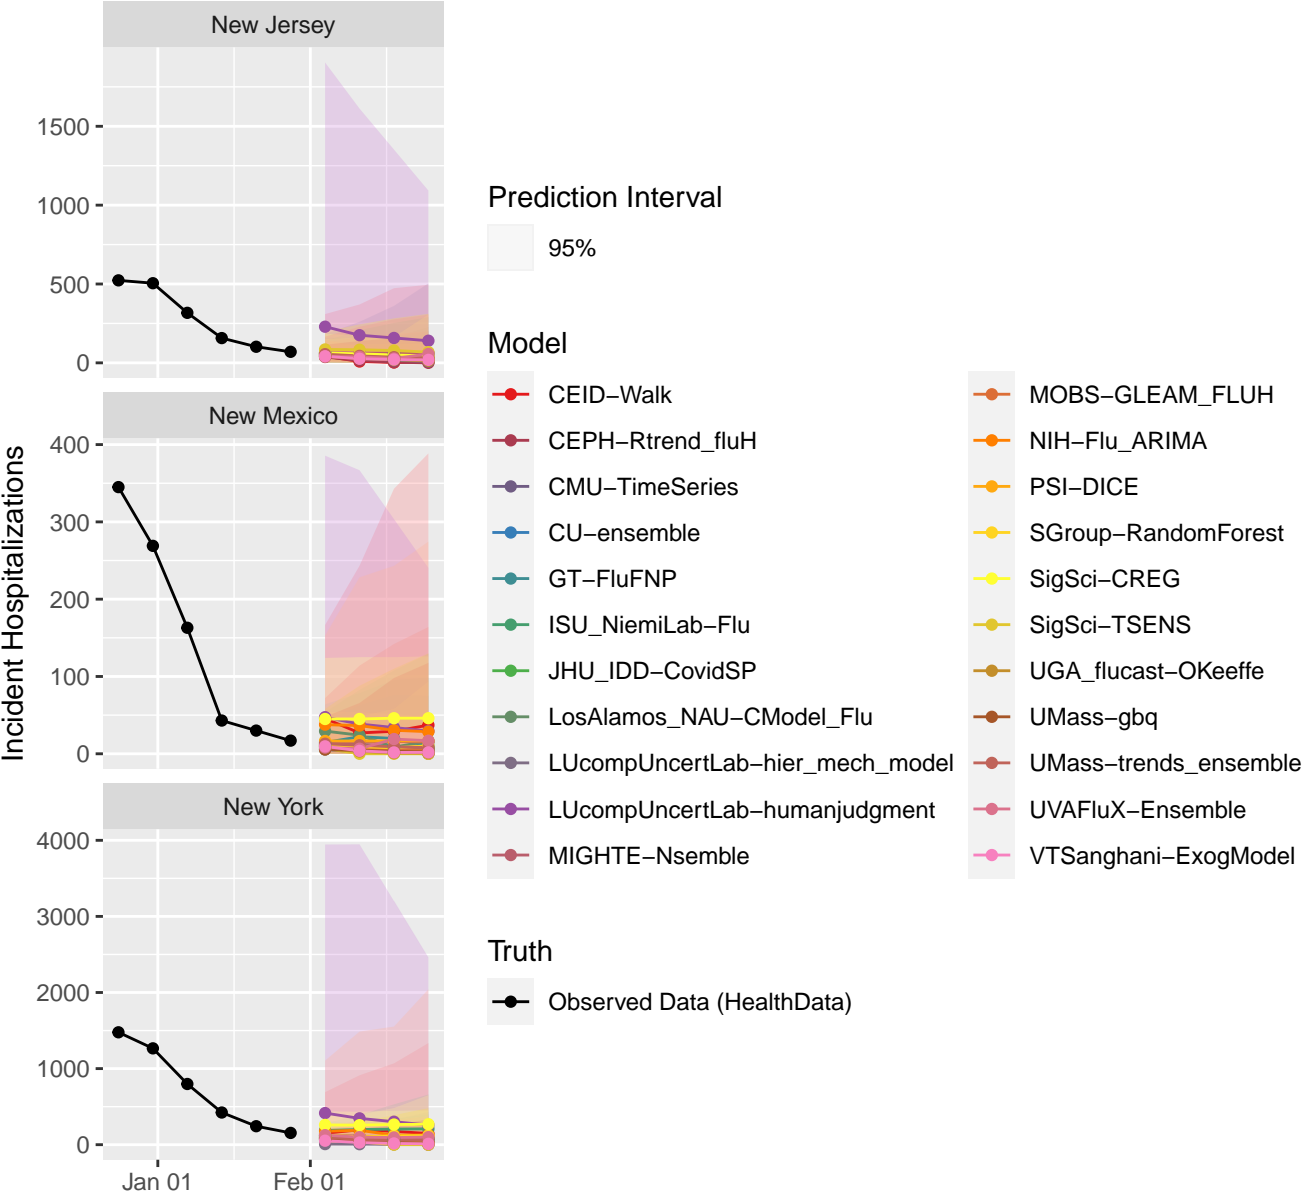 New Jersey
1500
1000
500
0
New Mexico
400
300
200
100
0
New York
4000
3000
2000
1000
0
Jan 01
Feb 01
Incident Hospitalizations
Prediction Interval
95%
Model
CEID−Walk
CEPH−Rtrend_fluH
CMU−TimeSeries
CU−ensemble
GT−FluFNP
ISU_NiemiLab−Flu
JHU_IDD−CovidSP
LosAlamos_NAU−CModel_Flu
LUcompUncertLab−hier_mech_model
LUcompUncertLab−humanjudgment
MIGHTE−Nsemble
MOBS−GLEAM_FLUH
NIH−Flu_ARIMA
PSI−DICE
SGroup−RandomForest
SigSci−CREG
SigSci−TSENS
UGA_flucast−OKeeffe
UMass−gbq
UMass−trends_ensemble
UVAFluX−Ensemble
VTSanghani−ExogModel
Truth
Observed Data (HealthData)